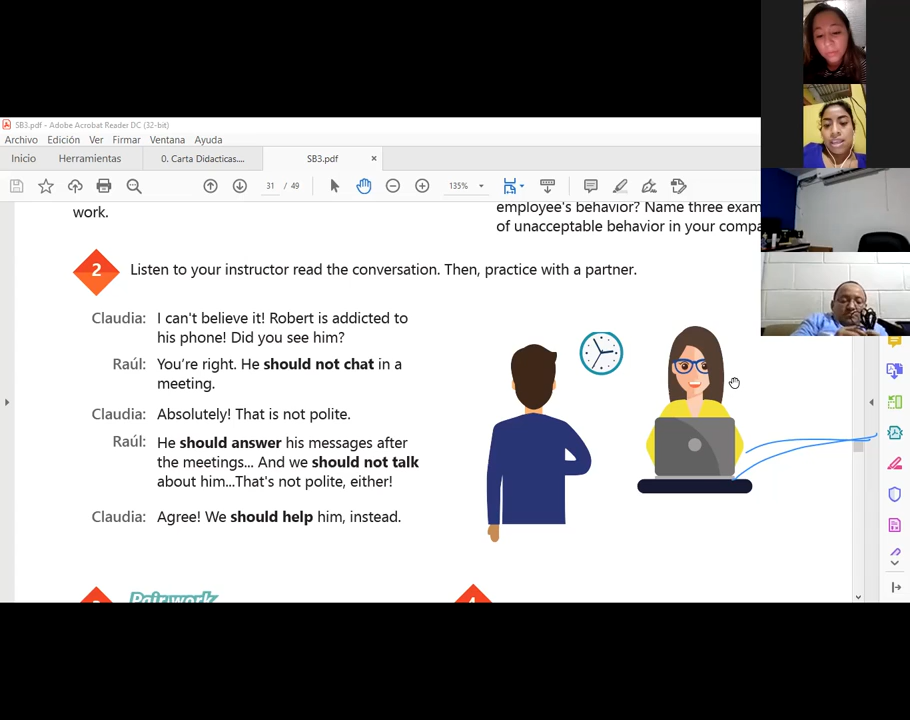 SB3.pdf - Adobe Acrobat Reader DC (32-bit)
Archivo Edición Ver Firmar Ventana Ayuda
Inicio Herramientas 0. Carta Didacticas.... SB3.pdf ×
31 / 49 135%
work.
employee's behavior? Name three exam
of unacceptable behavior in your compa
2 Listen to your instructor read the conversation. Then, practice with a partner.
Claudia: I can't believe it! Robert is addicted to
his phone! Did you see him?
Raúl: You're right. He should not chat in a
meeting.
Claudia: Absolutely! That is not polite.
Raúl: He should answer his messages after
the meetings... And we should not talk
about him...That's not polite, either!
Claudia: Agree! We should help him, instead.
Pair work